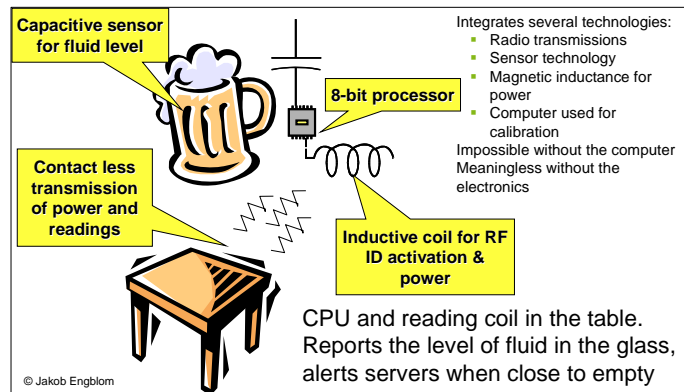 Capacitive sensor
for fluid level
8-bit processor
Integrates several technologies:
Radio transmissions
Sensor technology
Magnetic inductance for
power
Computer used for
calibration
Impossible without the computer
Meaningless without the
electronics
Contact less
transmission
of power and
readings
Inductive coil for RF
ID activation &
power
CPU and reading coil in the table.
Reports the level of fluid in the glass,
alerts servers when close to empty
© Jakob Engblom